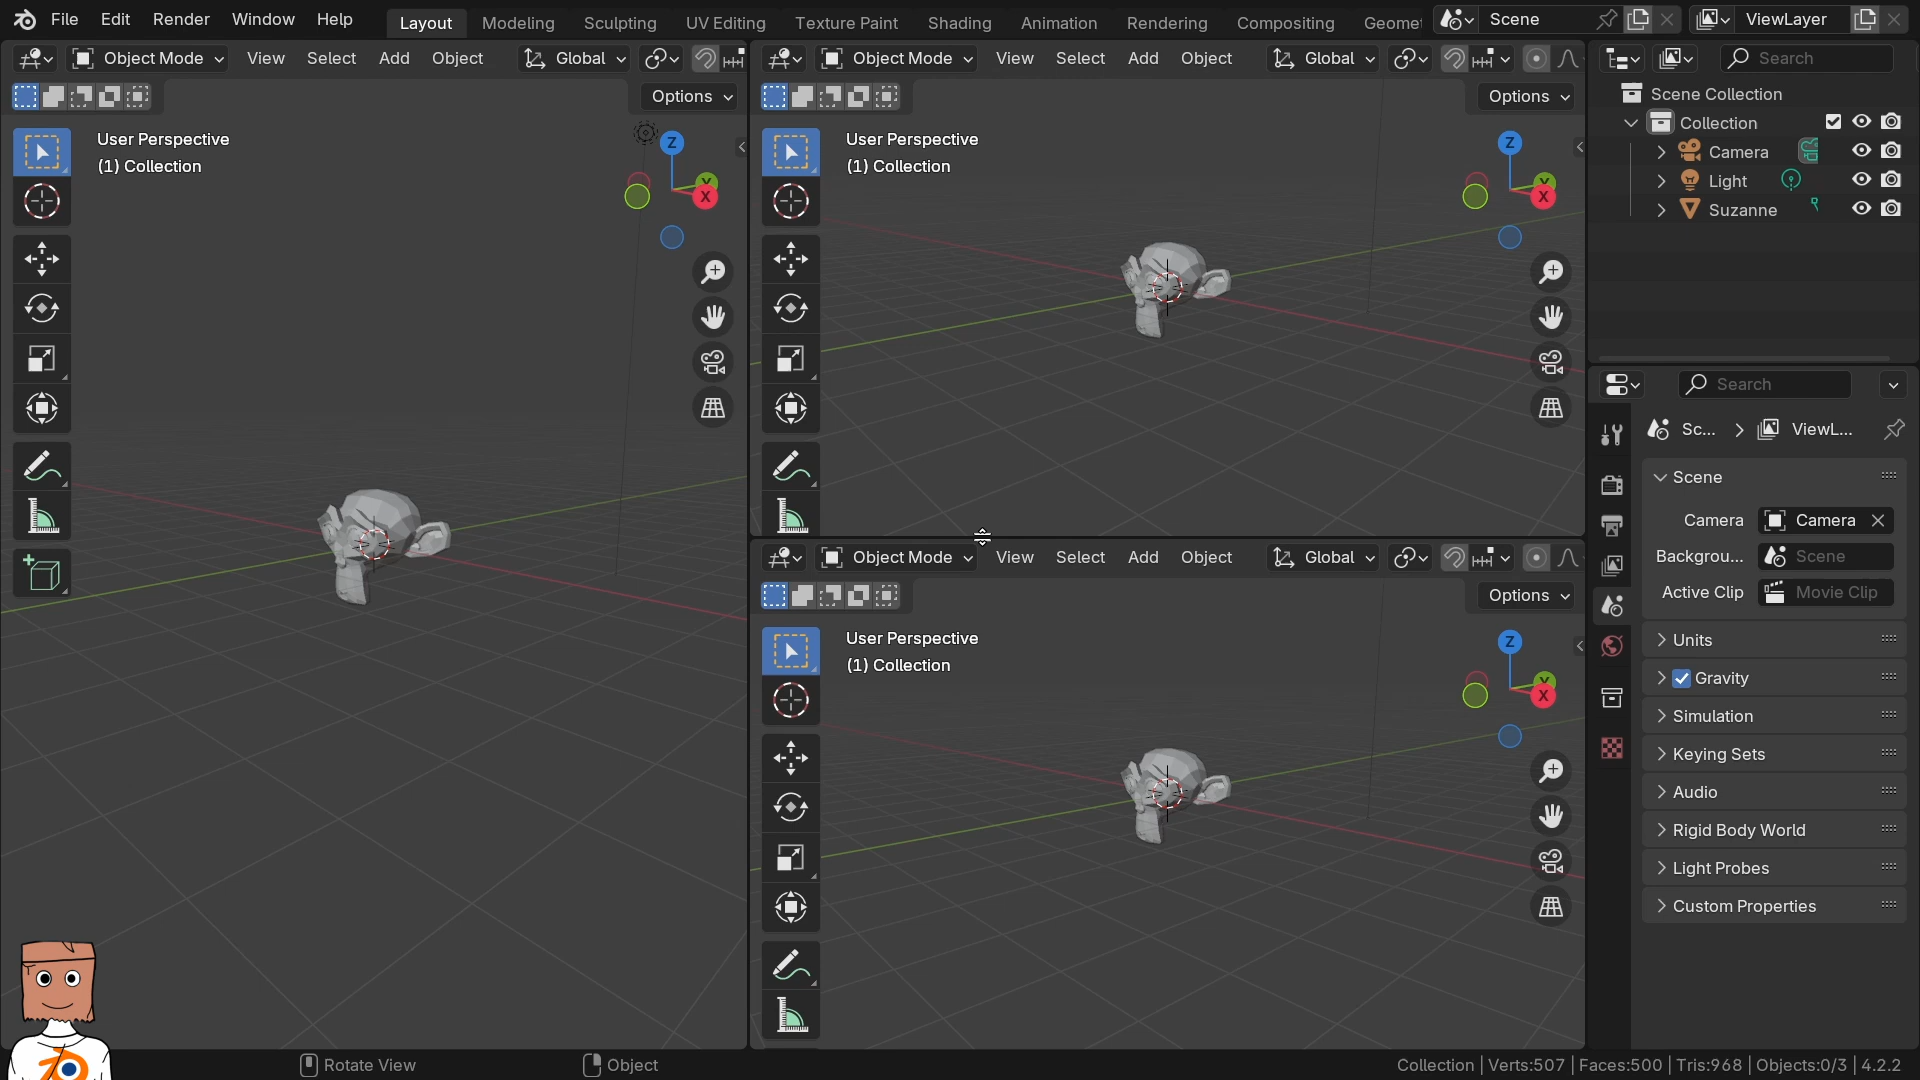 File Edit Render Window Help Layout Modeling Sculpting UV Editing Texture Paint Shading Animation Rendering Compositing Geomet Scene ViewLayer
Object Mode View Select Add Object Global
Options
User Perspective
(1) Collection
Z
Y
X
Object Mode View Select Add Object Global
Options
User Perspective
(1) Collection
Z
Y
X
Object Mode View Select Add Object Global
Options
User Perspective
(1) Collection
Z
Y
X
Search
Scene Collection
Collection
Camera
Light
Suzanne
Search
Sc... ViewL...
Scene
Camera Camera
Backgrou... Scene
Active Clip Movie Clip
Units
Gravity
Simulation
Keying Sets
Audio
Rigid Body World
Light Probes
Custom Properties
Rotate View Object Collection | Verts:507 | Faces:500 | Tris:968 | Objects:0/3 | 4.2.2